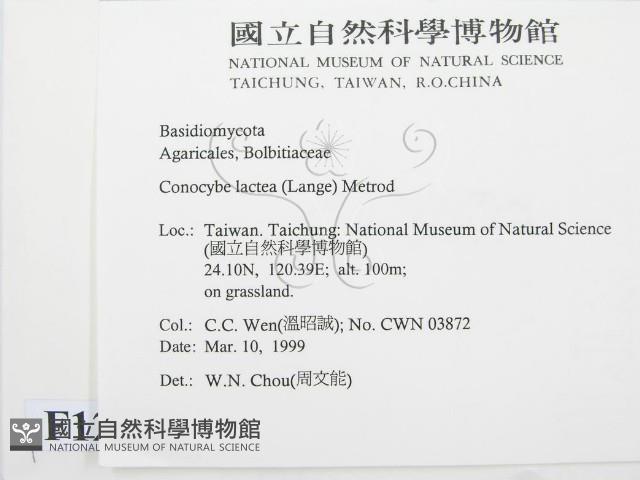 國立自然科學博物館
NATIONAL MUSEUM OF NATURAL SCIENCE
TAICHUNG, TAIWAN, R.O.CHINA
Basidiomycota
Agaricales, Bolbitiaceae
Conocybe lactea (Lange) Metrod
Loc.: Taiwan. Taichung: National Museum of Natural Science
(國立自然科學博物館)
24.10N, 120.39E; alt. 100m;
on grassland.
Col.: C.C. Wen(溫昭誠); No. CWN 03872
Date: Mar. 10, 1999
Det.: W.N. Chou(周文能)
國立自然科學博物館
NATIONAL MUSEUM OF NATURAL SCIENCE